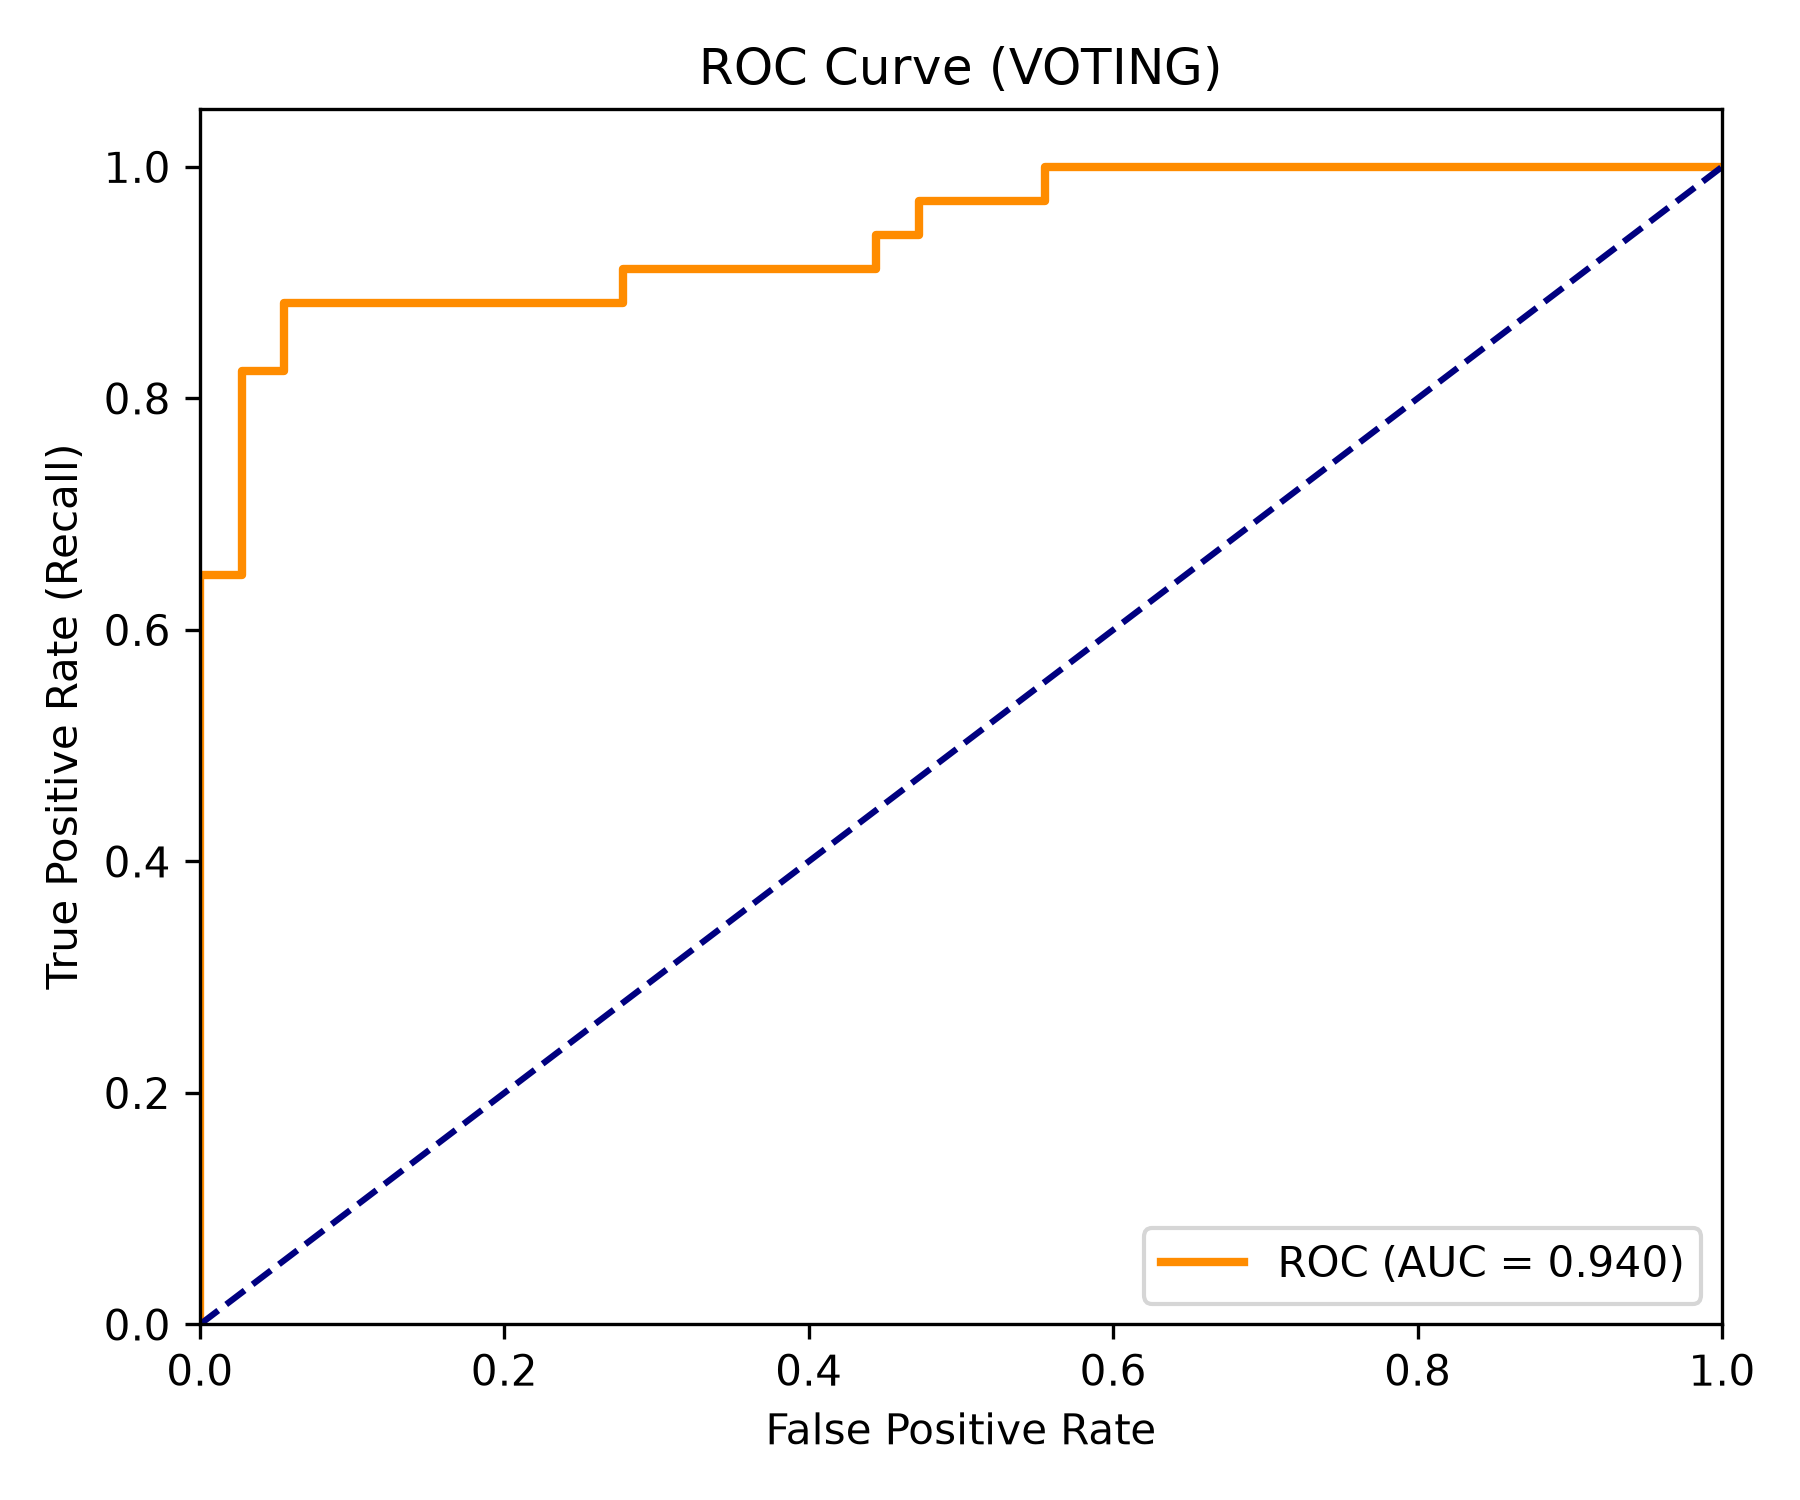 ROC Curve (VOTING)
True Positive Rate (Recall)
1.0
0.8
0.6
0.4
0.2
0.0
0.0 0.2 0.4 0.6 0.8 1.0
False Positive Rate
ROC (AUC = 0.940)